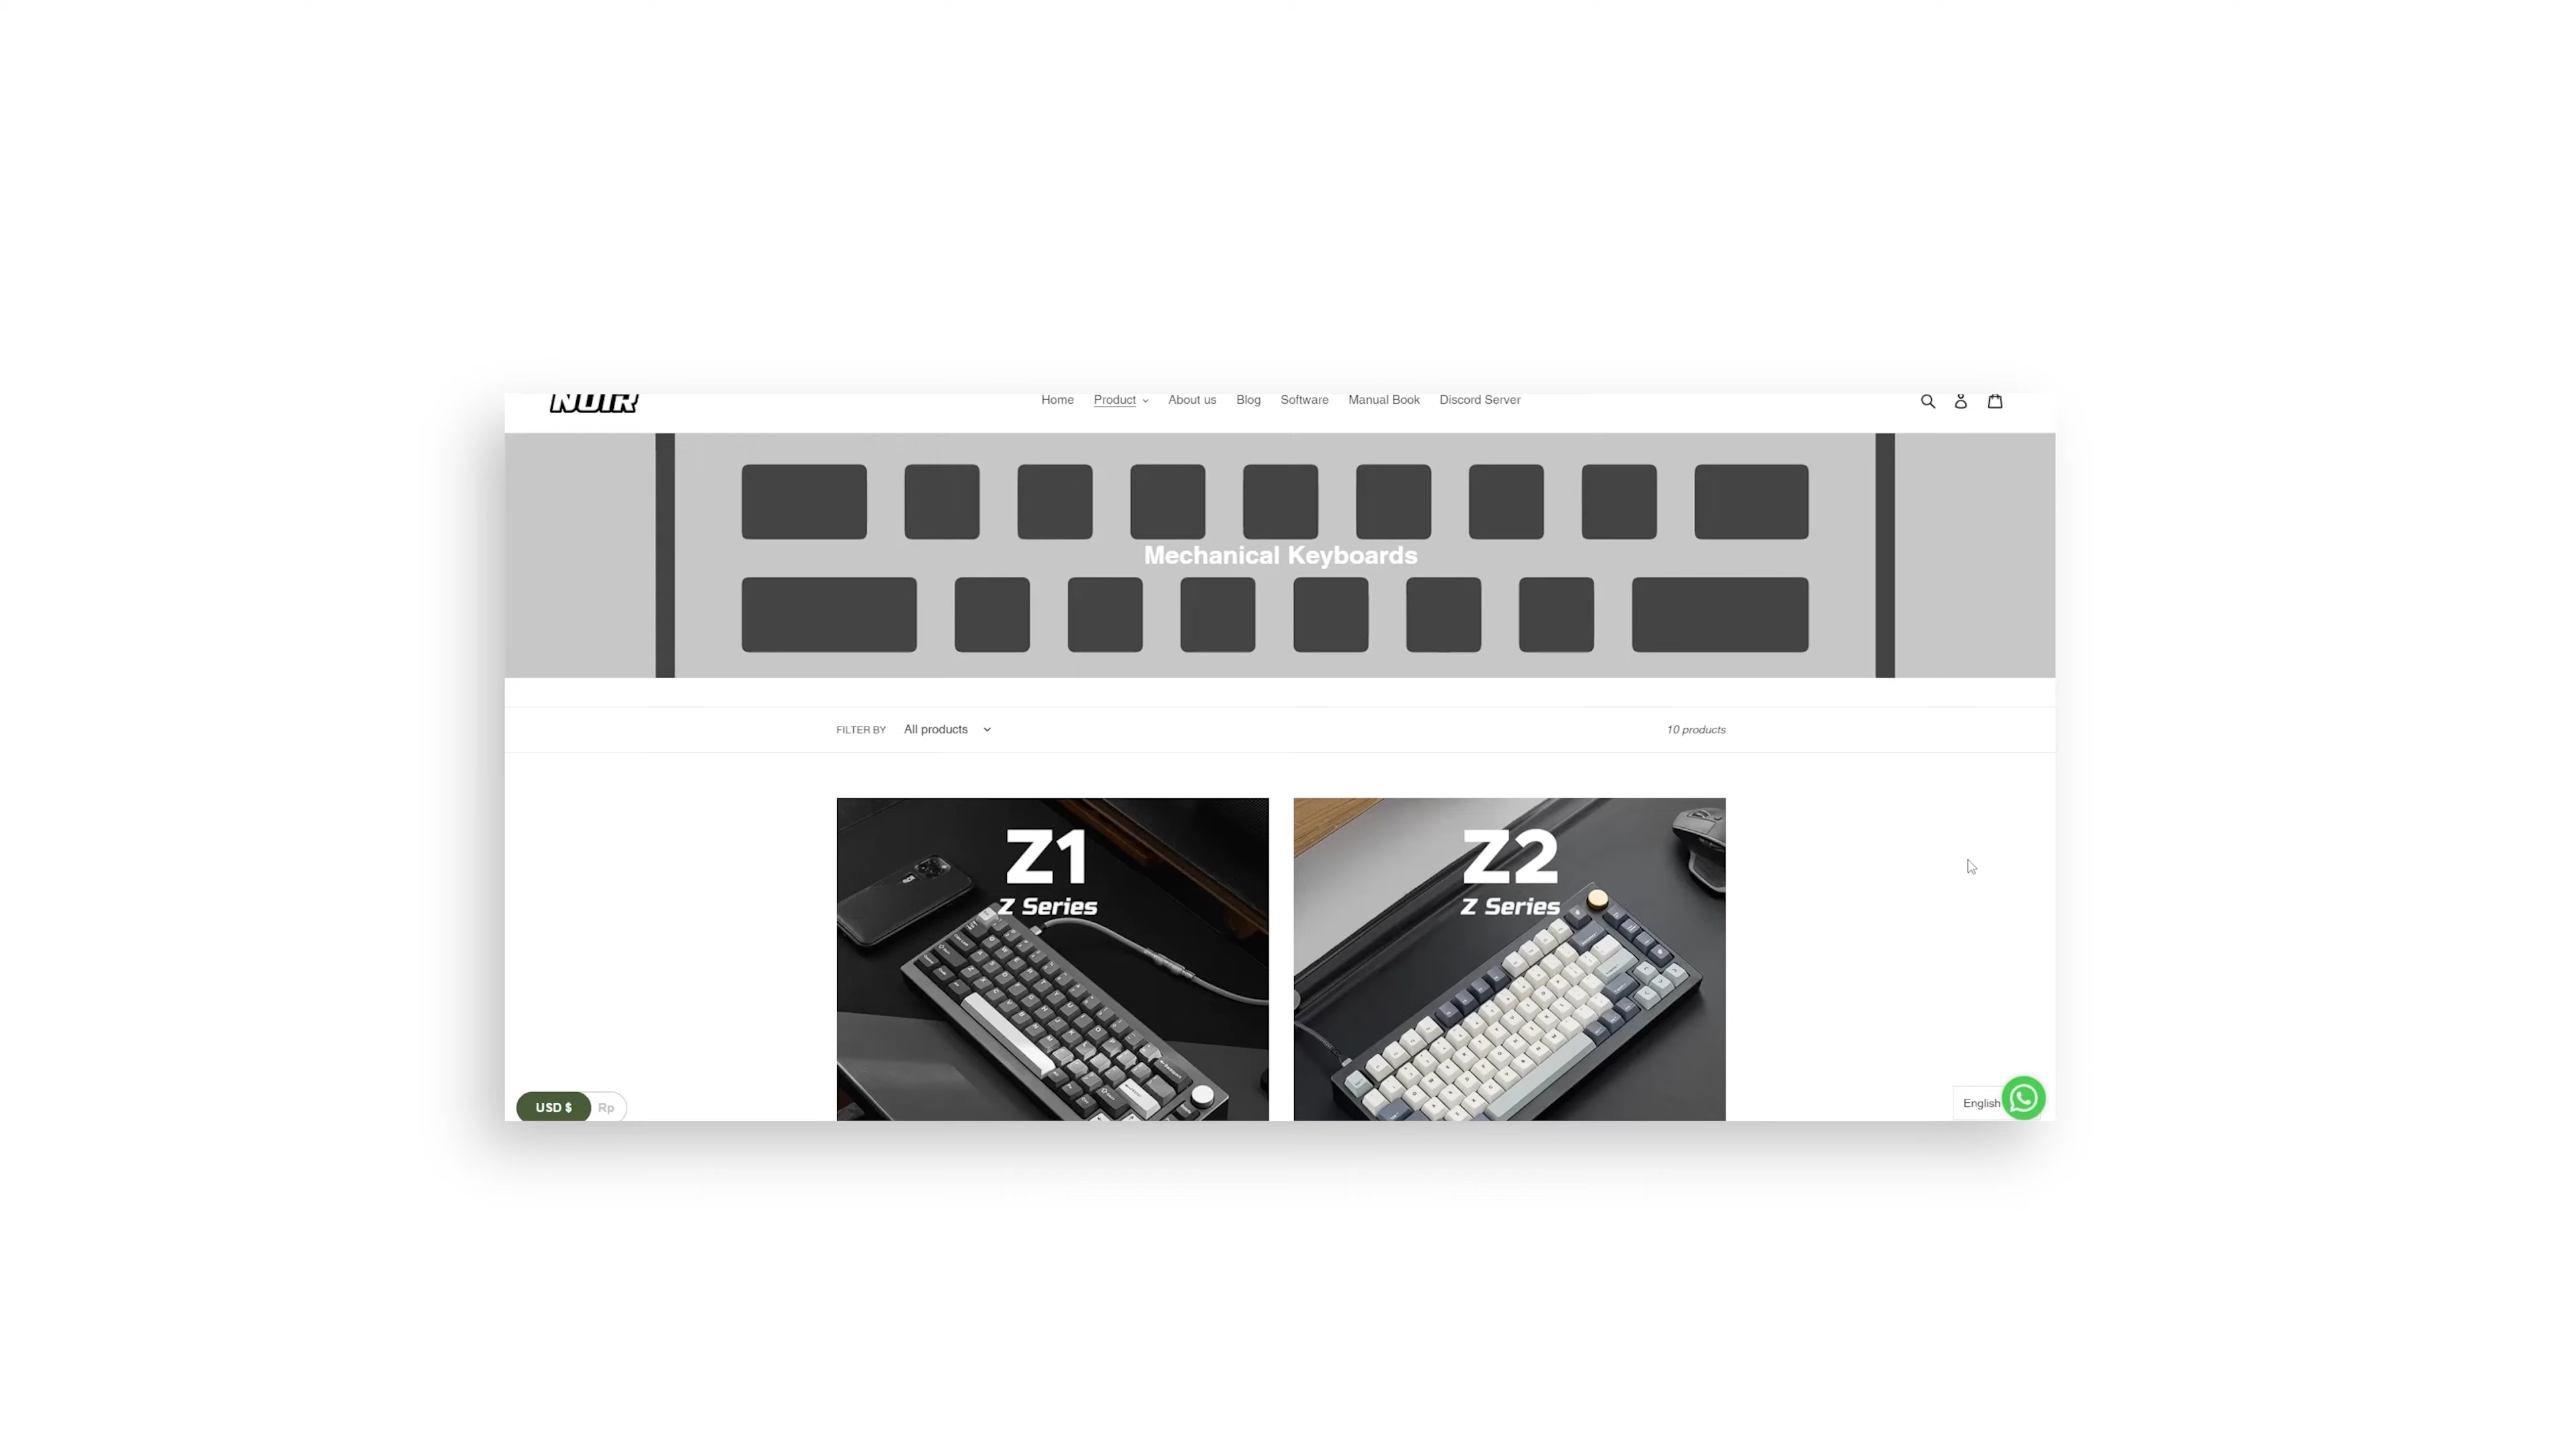 NOIR
Home Product About us Blog Software Manual Book Discord Server
Mechanical Keyboards
FILTER BY All products
10 products
Z1
Z Series
Z2
Z Series
USD $ Rp
English